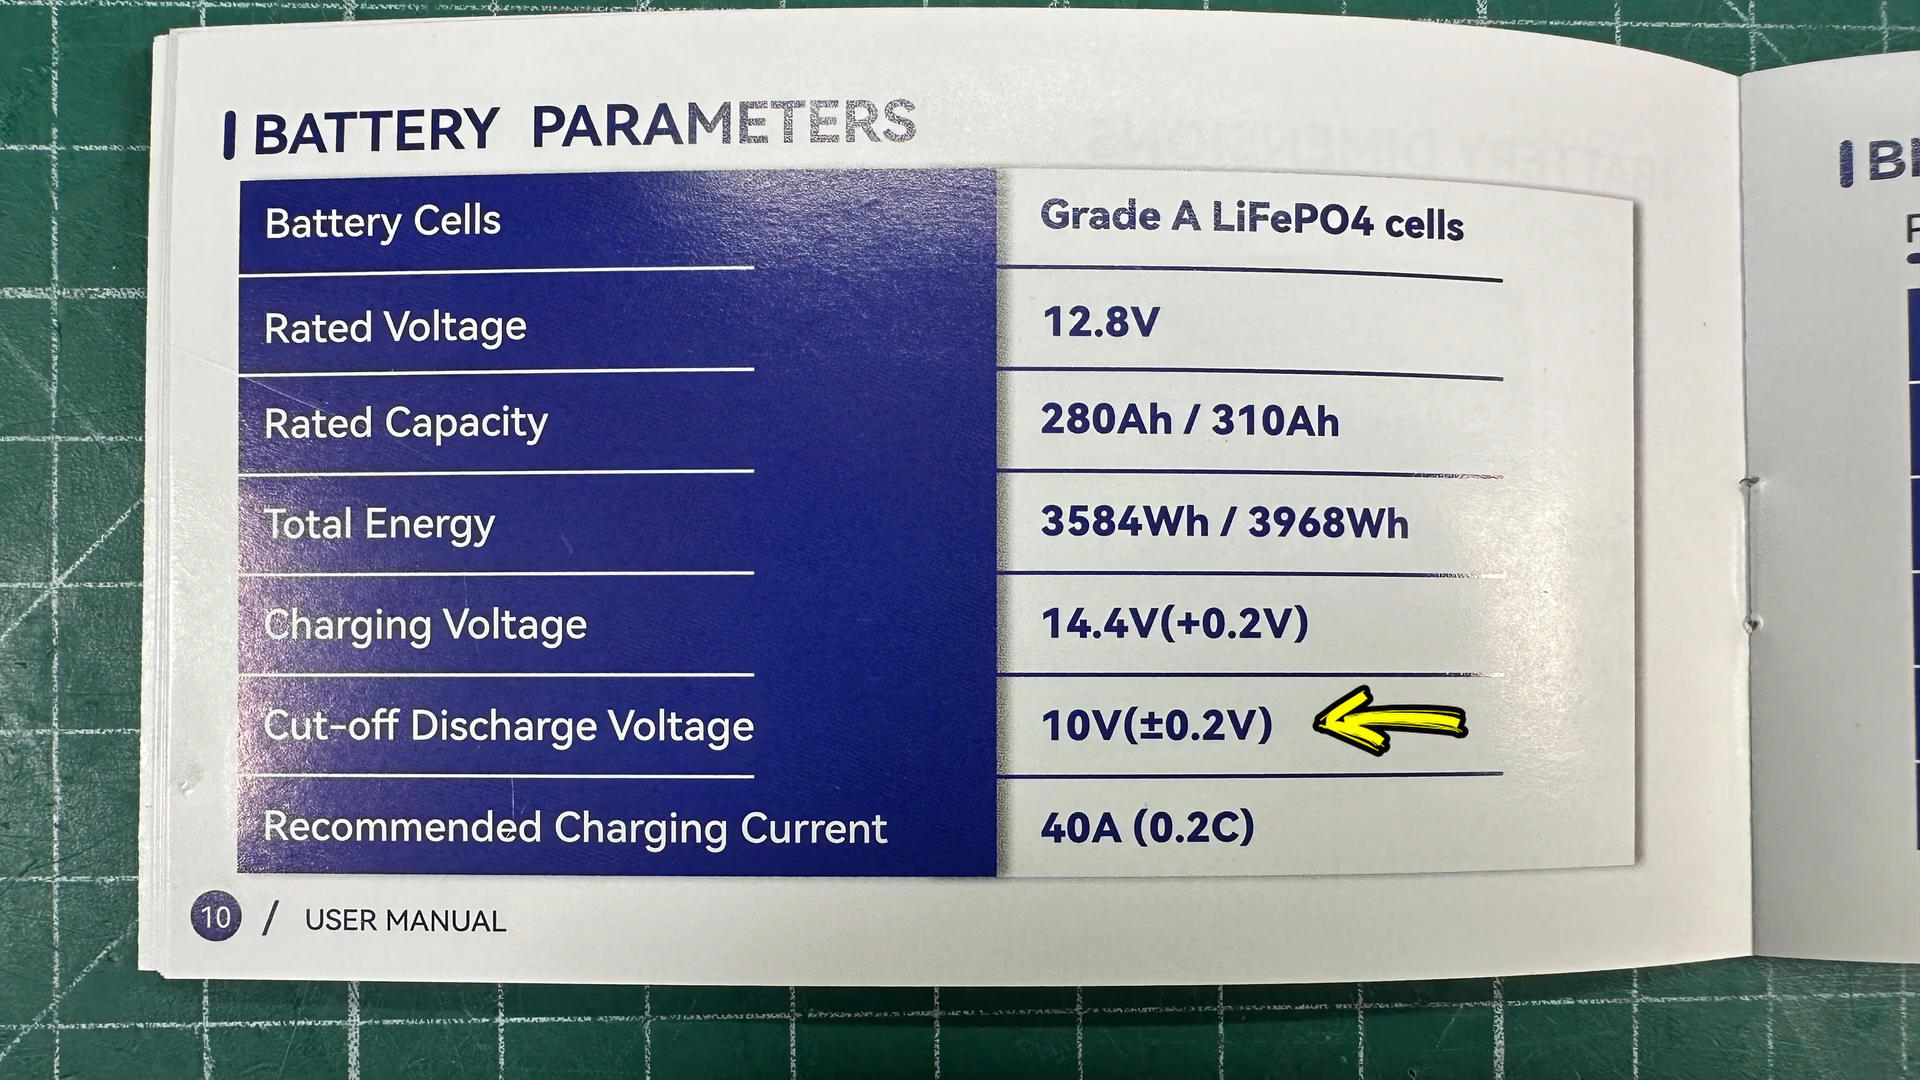 BATTERY PARAMETERS
Battery Cells Grade A LiFePO4 cells
Rated Voltage 12.8V
Rated Capacity 280Ah / 310Ah
Total Energy 3584Wh / 3968Wh
Charging Voltage 14.4V(+0.2V)
Cut-off Discharge Voltage 10V(±0.2V)
Recommended Charging Current 40A (0.2C)
10 / USER MANUAL